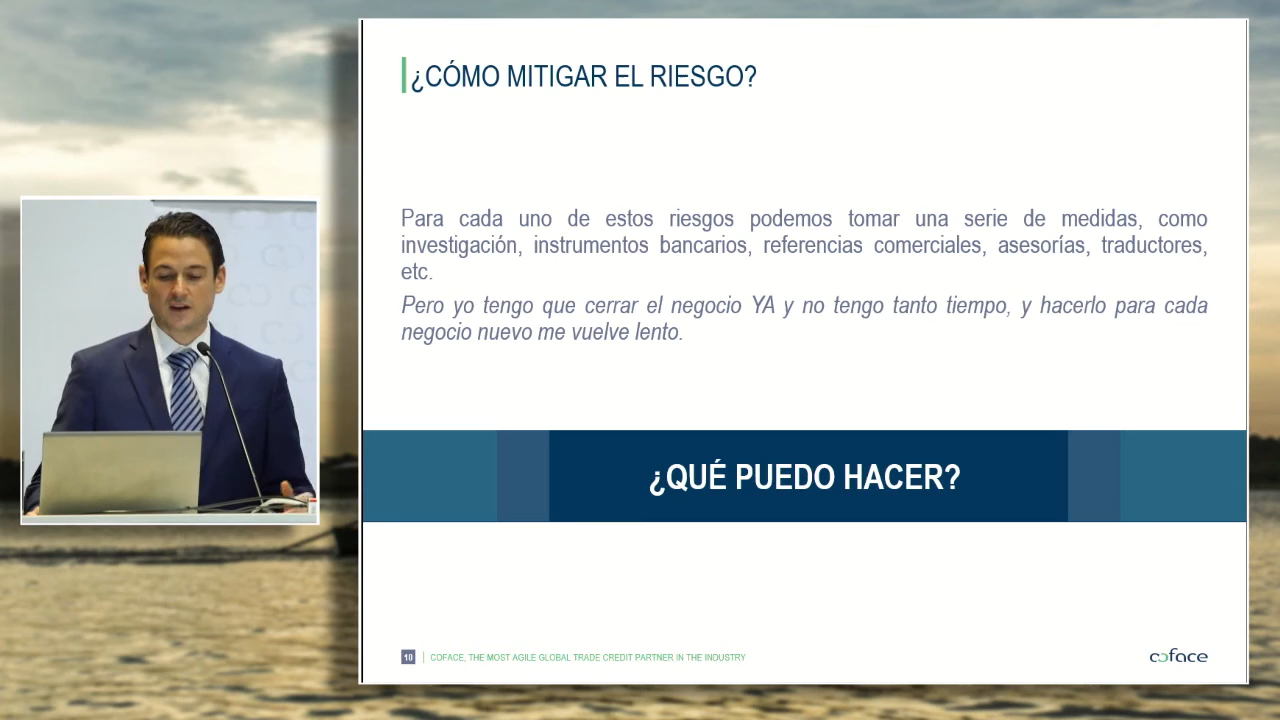 ¿CÓMO MITIGAR EL RIESGO?
Para cada uno de estos riesgos podemos tomar una serie de medidas, como
investigación, instrumentos bancarios, referencias comerciales, asesorías, traductores,
etc.
Pero yo tengo que cerrar el negocio YA y no tengo tanto tiempo, y hacerlo para cada
negocio nuevo me vuelve lento.
¿QUÉ PUEDO HACER?
10 COFACE, THE MOST AGILE GLOBAL TRADE CREDIT PARTNER IN THE INDUSTRY
coface